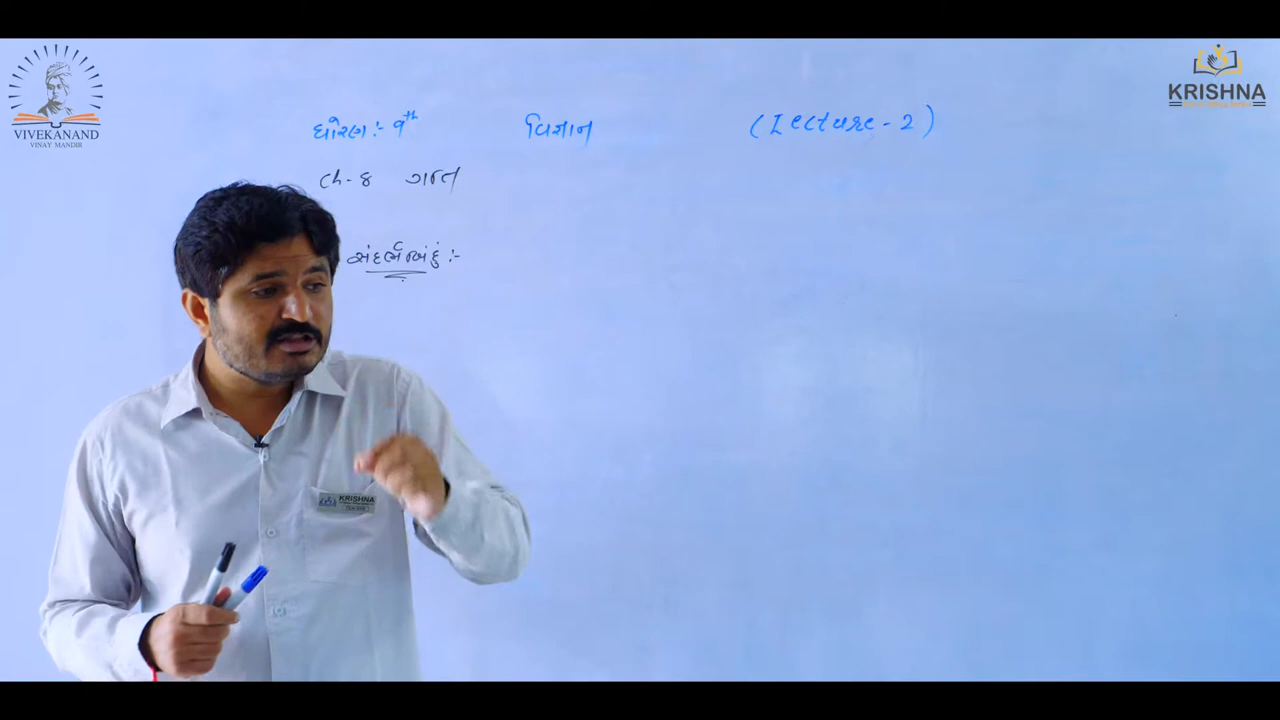 VIVEKANAND
VINAY MANDIR
KRISHNA
ધોરણ :- 9th વિજ્ઞાન (Lecture - 2)
ch-8 ગતિ
સંદર્ભબિંદુ :-
KRISHNA